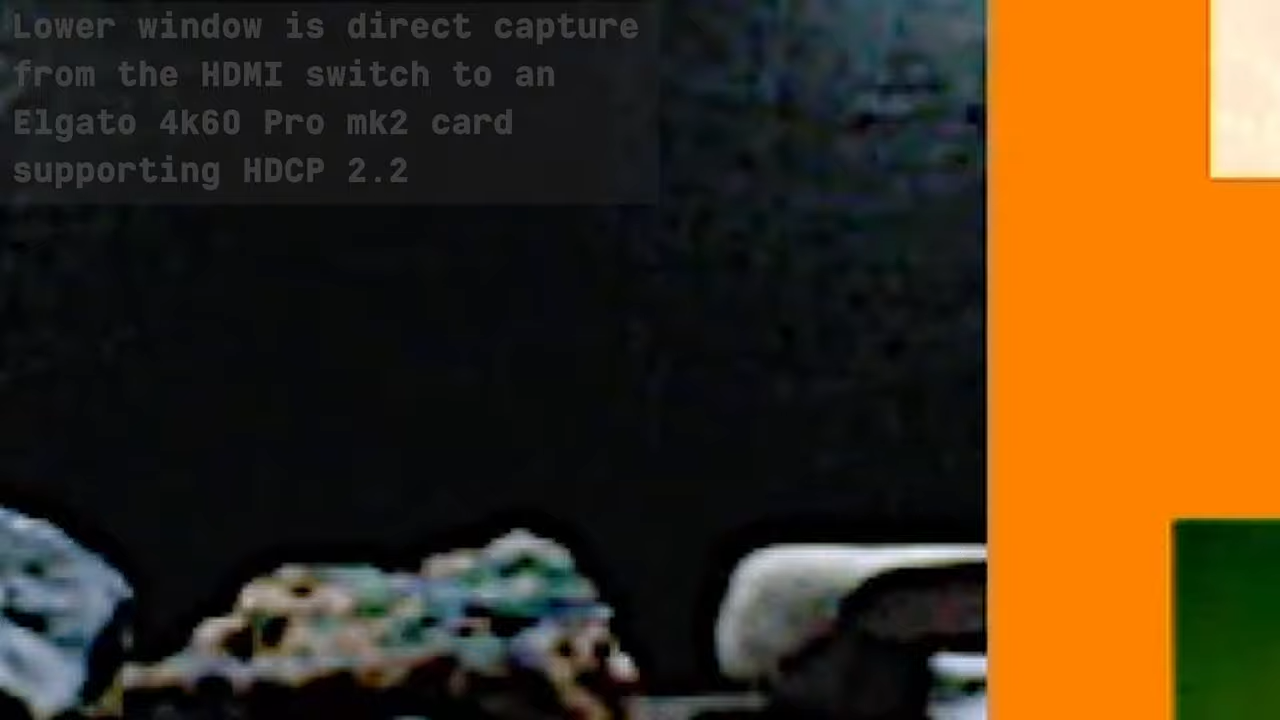 Lower window is direct capture
from the HDMI switch to an
Elgato 4k60 Pro mk2 card
supporting HDCP 2.2